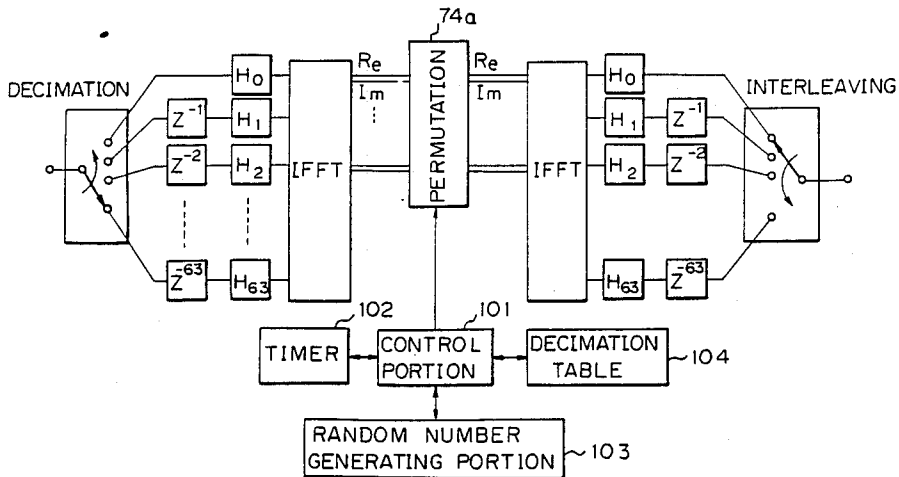 74a
DECIMATION
H₀
Z⁻¹
H₁
Z⁻²
H₂
Z⁻⁶³
H₆₃
IFFT
Re
Im
PERMUTATION
Re
Im
IFFT
H₀
H₁
Z⁻¹
H₂
Z⁻²
H₆₃
Z⁻⁶³
INTERLEAVING
102
TIMER
101
CONTROL
PORTION
DECIMATION
TABLE
104
RANDOM NUMBER
GENERATING PORTION
103